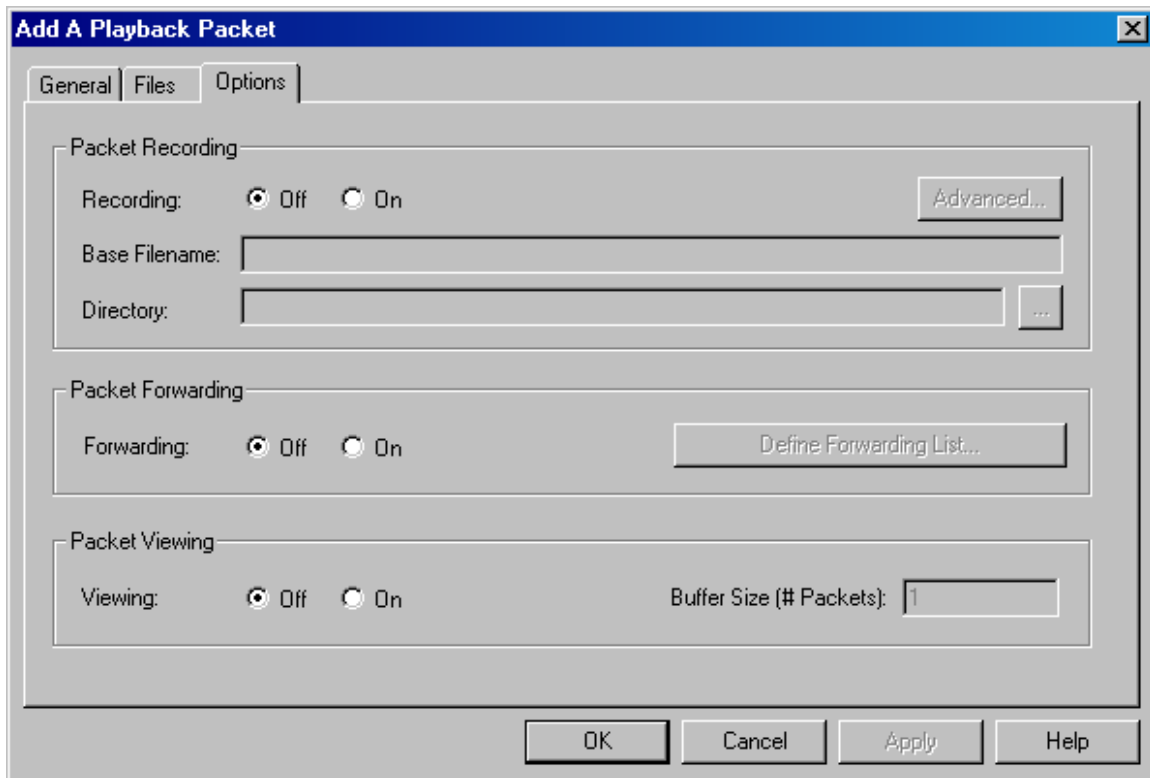 Add A Playback Packet
General Files Options
Packet Recording
Recording: Off On Advanced...
Base Filename:
Directory: ...
Packet Forwarding
Forwarding: Off On Define Forwarding List...
Packet Viewing
Viewing: Off On Buffer Size (# Packets): 1
OK Cancel Apply Help